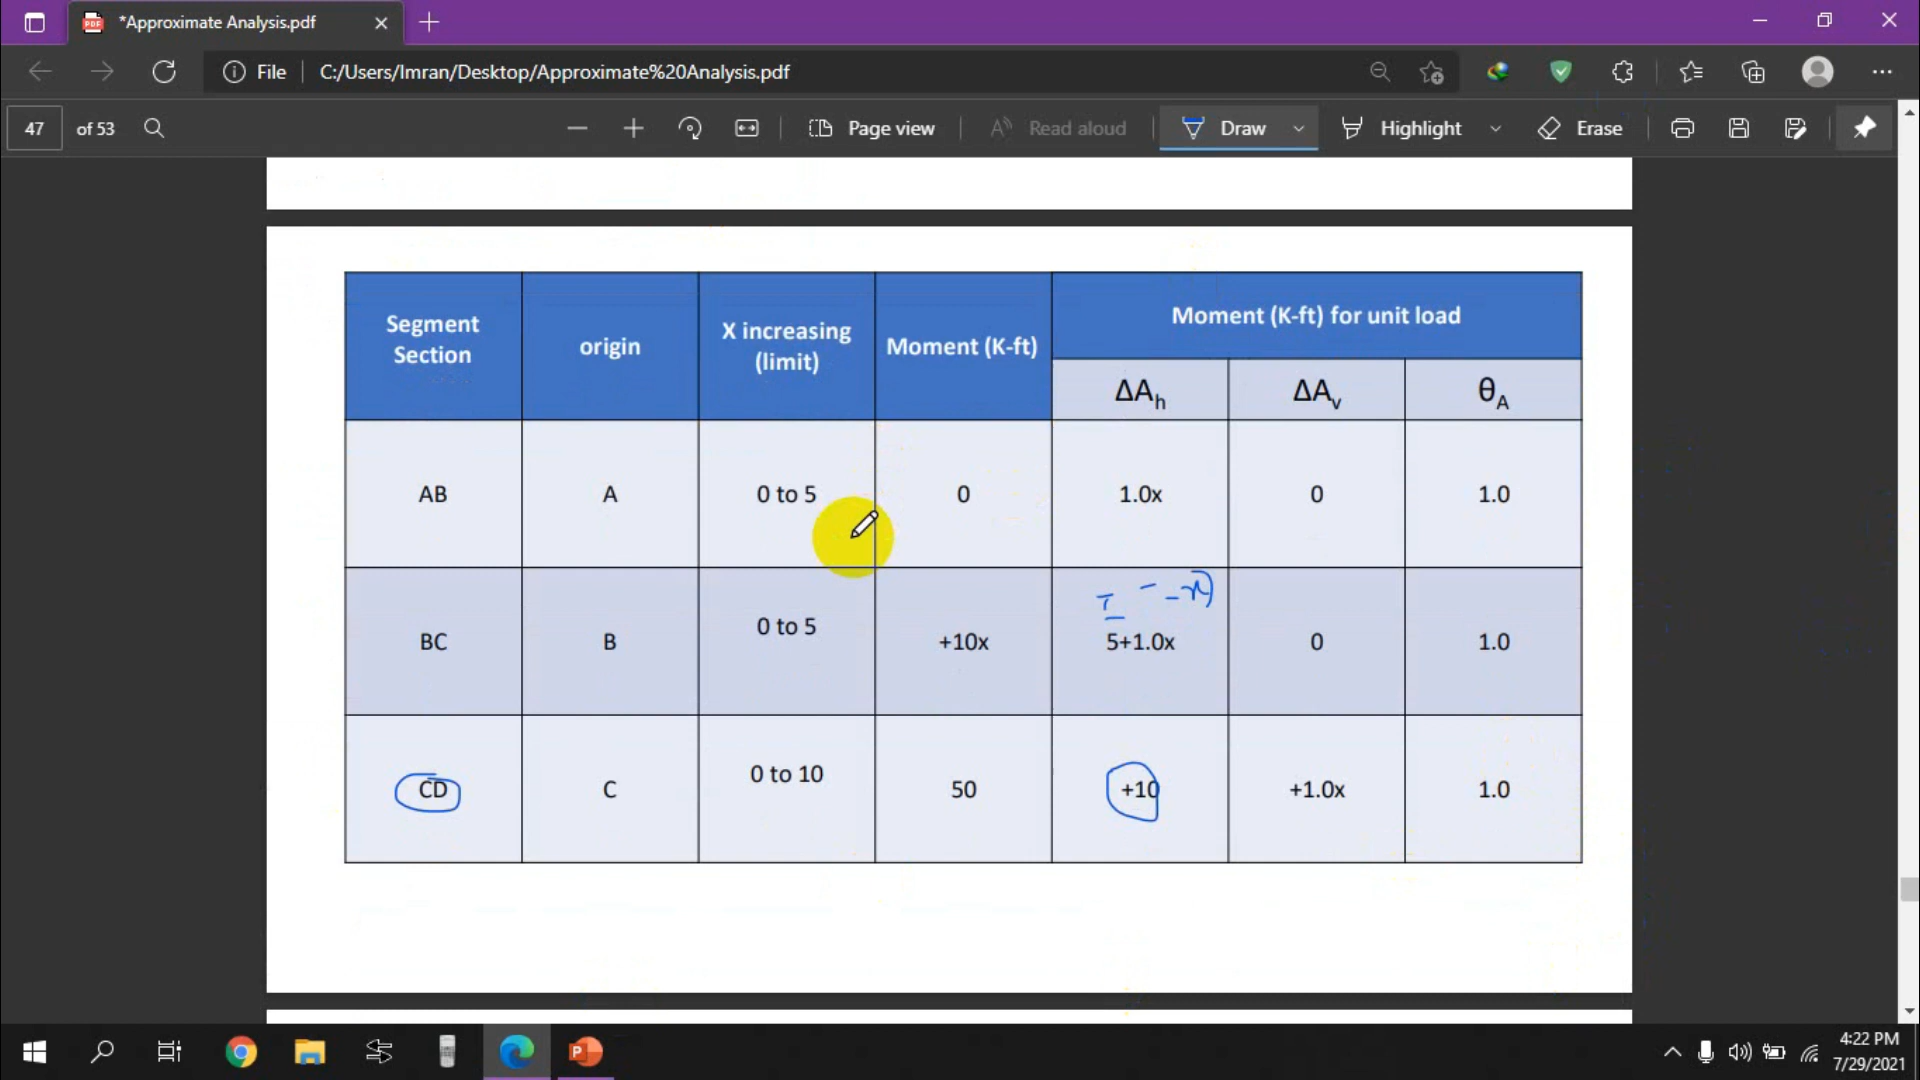 *Approximate Analysis.pdf
File
C:/Users/Imran/Desktop/Approximate%20Analysis.pdf
47 of 53
Page view
Read aloud
Draw
Highlight
Erase
Segment Section
origin
X increasing (limit)
Moment (K-ft)
Moment (K-ft) for unit load
ΔAh
ΔAv
θA
AB A 0 to 5 0 1.0x 0 1.0
BC B 0 to 5 +10x 5+1.0x 0 1.0
CD C 0 to 10 50 +10 +1.0x 1.0
4:22 PM
7/29/2021